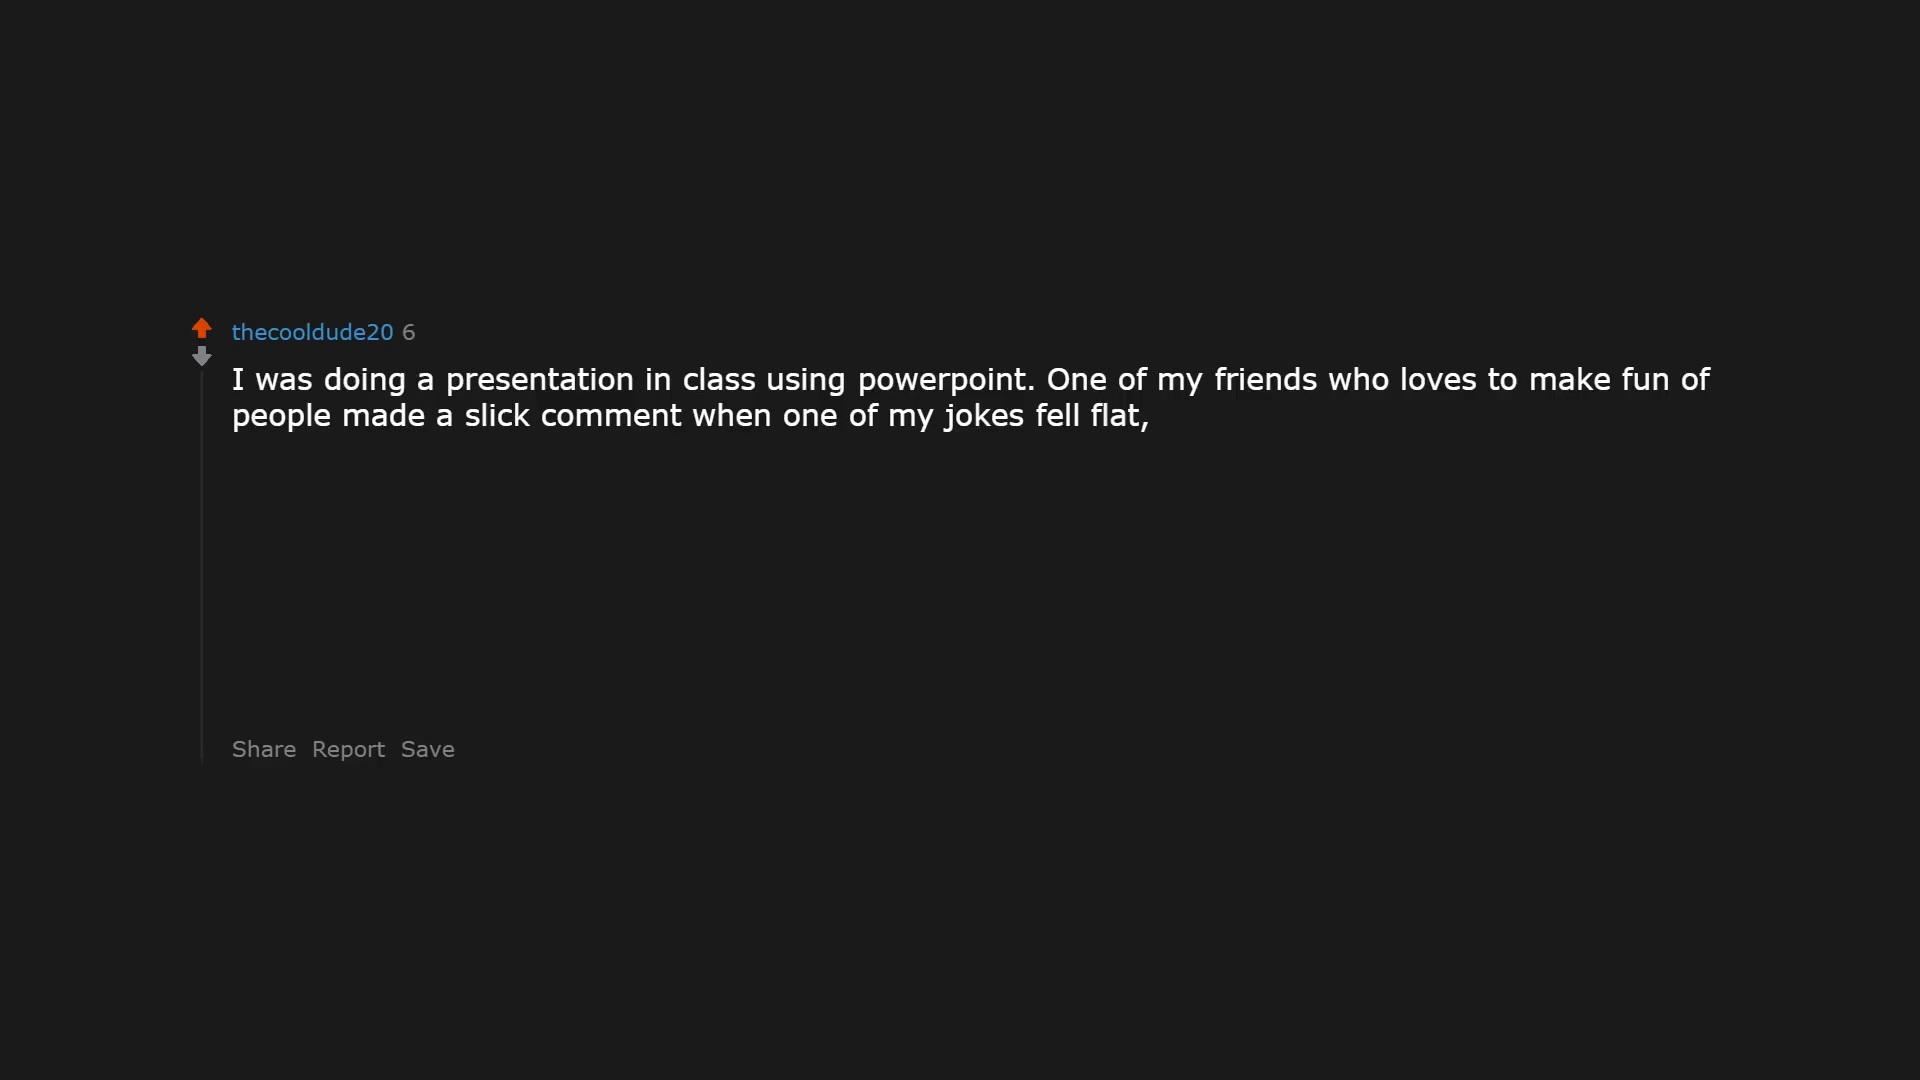 thecooldude20 6
I was doing a presentation in class using powerpoint. One of my friends who loves to make fun of
people made a slick comment when one of my jokes fell flat,
Share Report Save